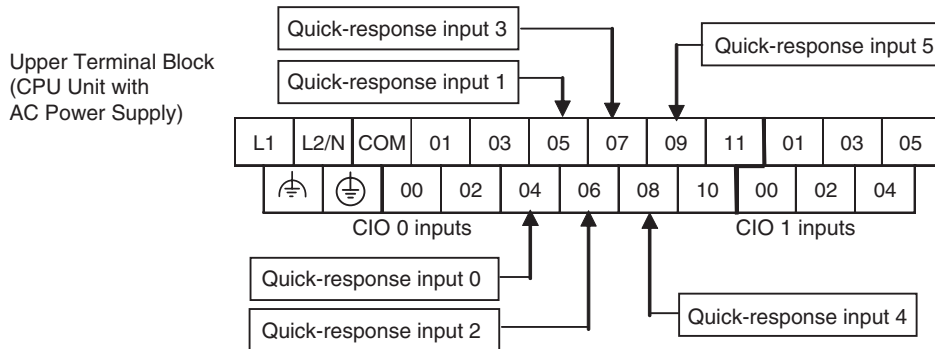 Quick-response input 3
Quick-response input 5
Upper Terminal Block
(CPU Unit with
AC Power Supply)
Quick-response input 1
L1 L2/N COM 01 03 05 07 09 11 01 03 05
00 02 04 06 08 10 00 02 04
CIO 0 inputs CIO 1 inputs
Quick-response input 0
Quick-response input 4
Quick-response input 2